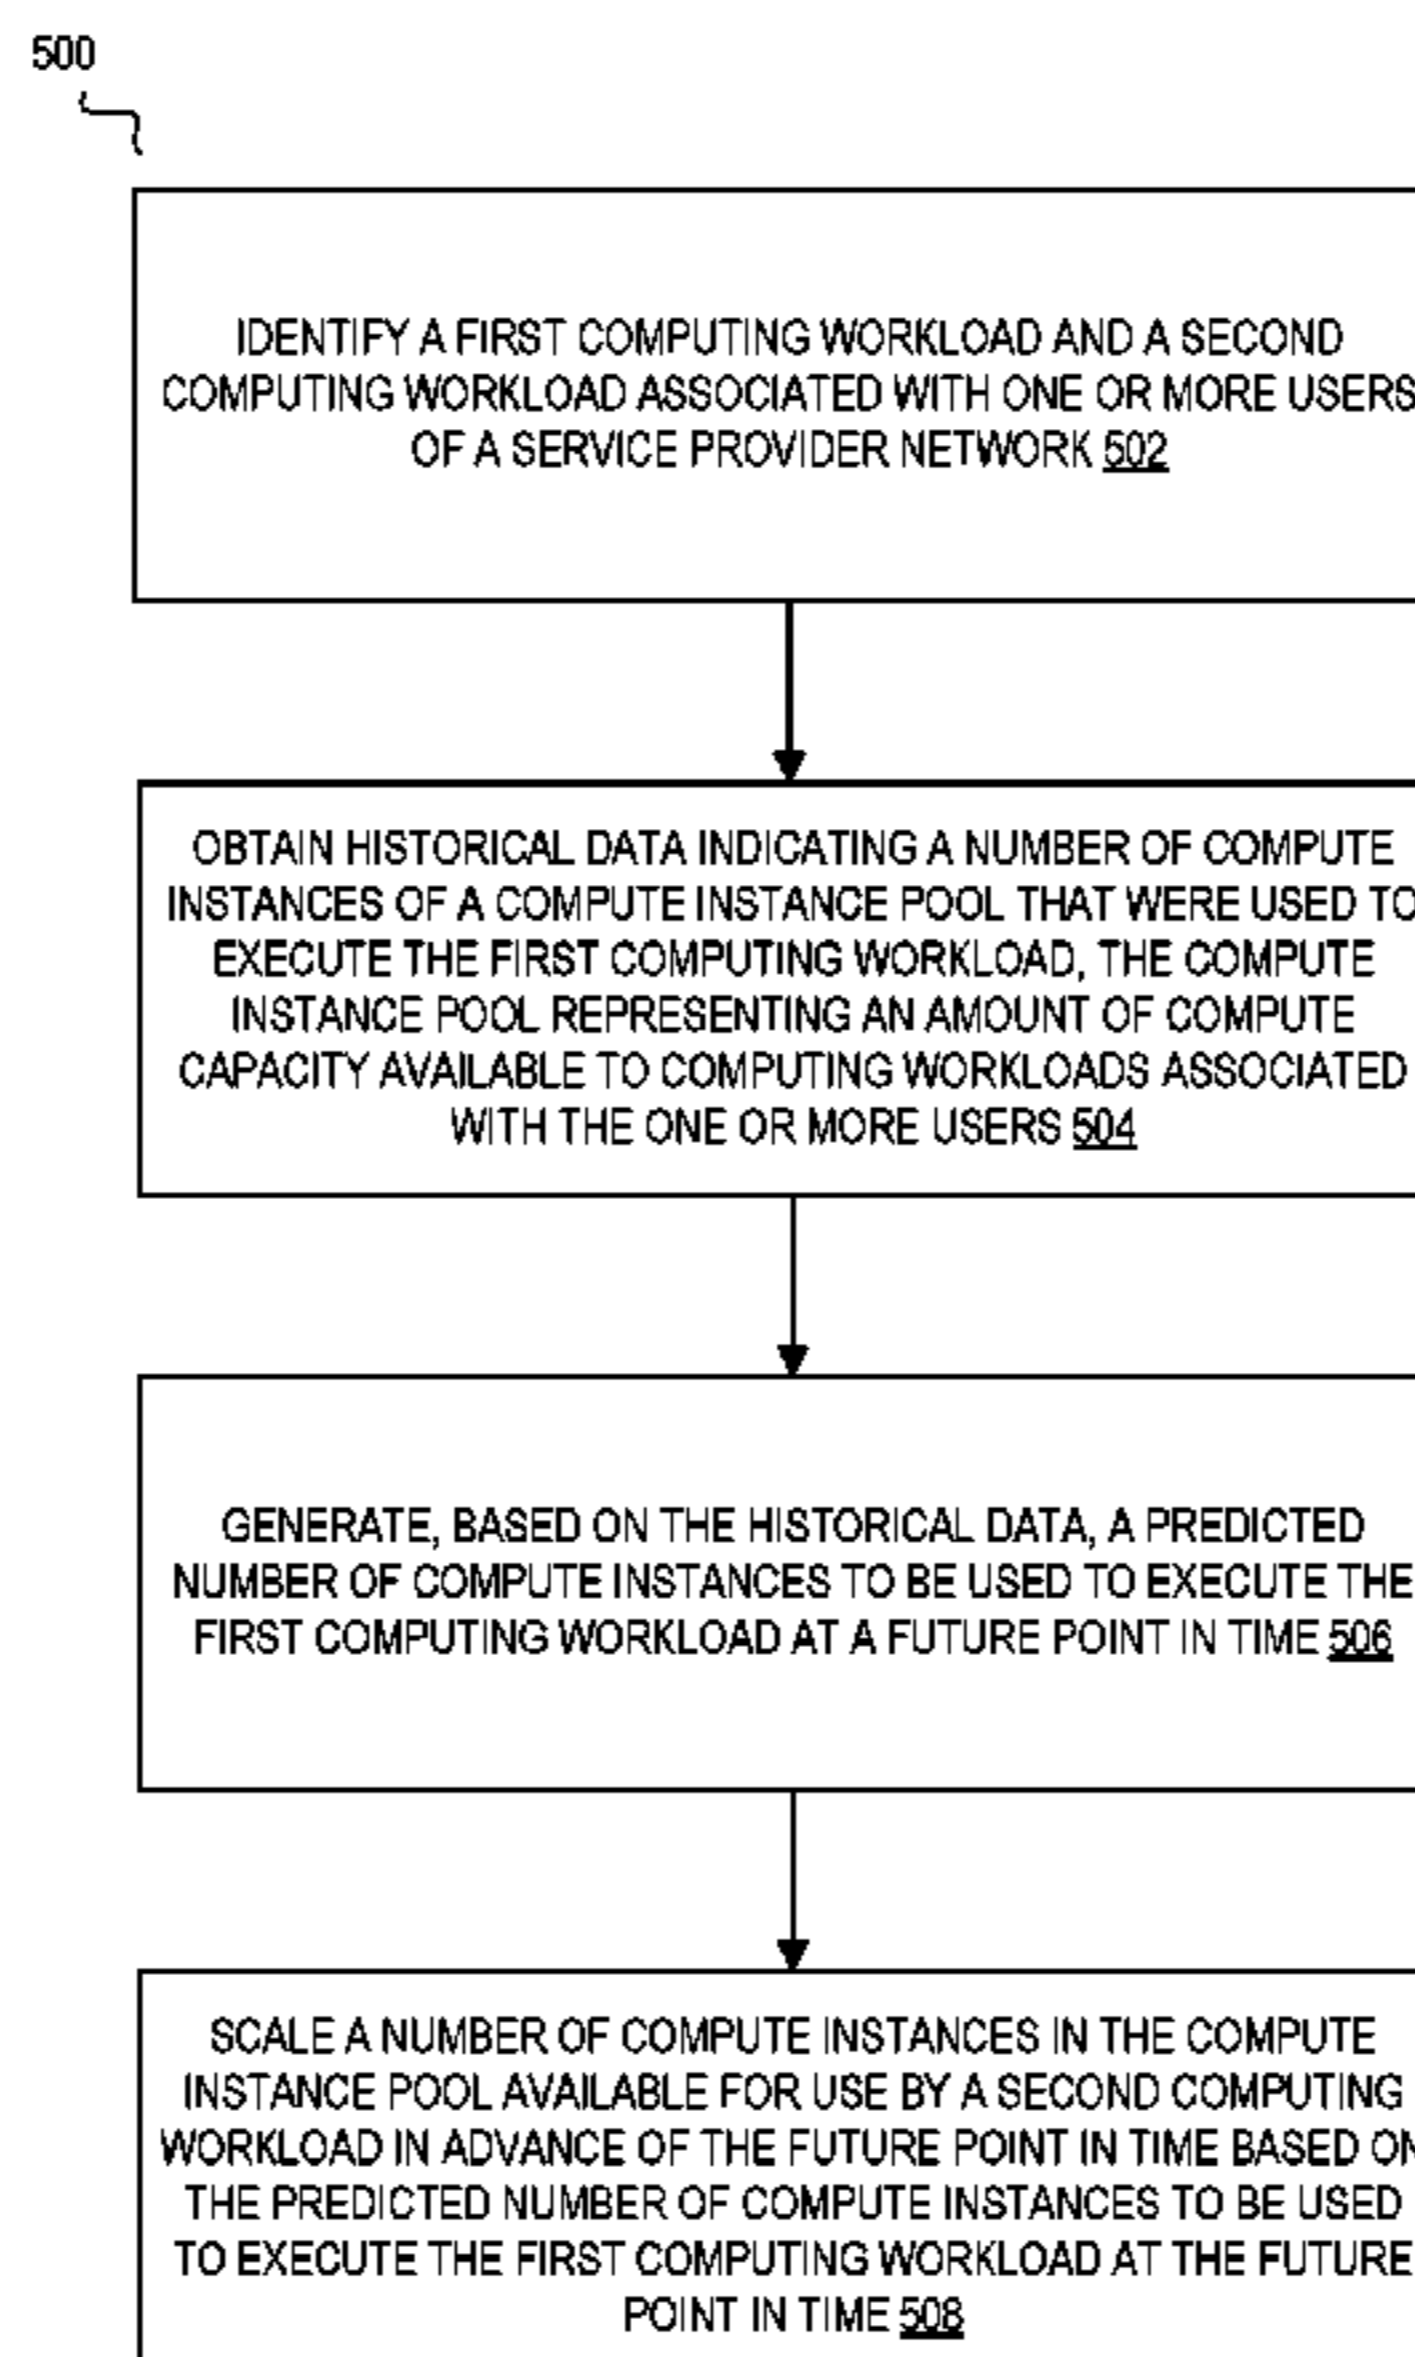 500
IDENTIFY A FIRST COMPUTING WORKLOAD AND A SECOND
COMPUTING WORKLOAD ASSOCIATED WITH ONE OR MORE USERS
OF A SERVICE PROVIDER NETWORK 502
OBTAIN HISTORICAL DATA INDICATING A NUMBER OF COMPUTE
INSTANCES OF A COMPUTE INSTANCE POOL THAT WERE USED TO
EXECUTE THE FIRST COMPUTING WORKLOAD, THE COMPUTE
INSTANCE POOL REPRESENTING AN AMOUNT OF COMPUTE
CAPACITY AVAILABLE TO COMPUTING WORKLOADS ASSOCIATED
WITH THE ONE OR MORE USERS 504
GENERATE, BASED ON THE HISTORICAL DATA, A PREDICTED
NUMBER OF COMPUTE INSTANCES TO BE USED TO EXECUTE THE
FIRST COMPUTING WORKLOAD AT A FUTURE POINT IN TIME 506
SCALE A NUMBER OF COMPUTE INSTANCES IN THE COMPUTE
INSTANCE POOL AVAILABLE FOR USE BY A SECOND COMPUTING
WORKLOAD IN ADVANCE OF THE FUTURE POINT IN TIME BASED ON
THE PREDICTED NUMBER OF COMPUTE INSTANCES TO BE USED
TO EXECUTE THE FIRST COMPUTING WORKLOAD AT THE FUTURE
POINT IN TIME 508